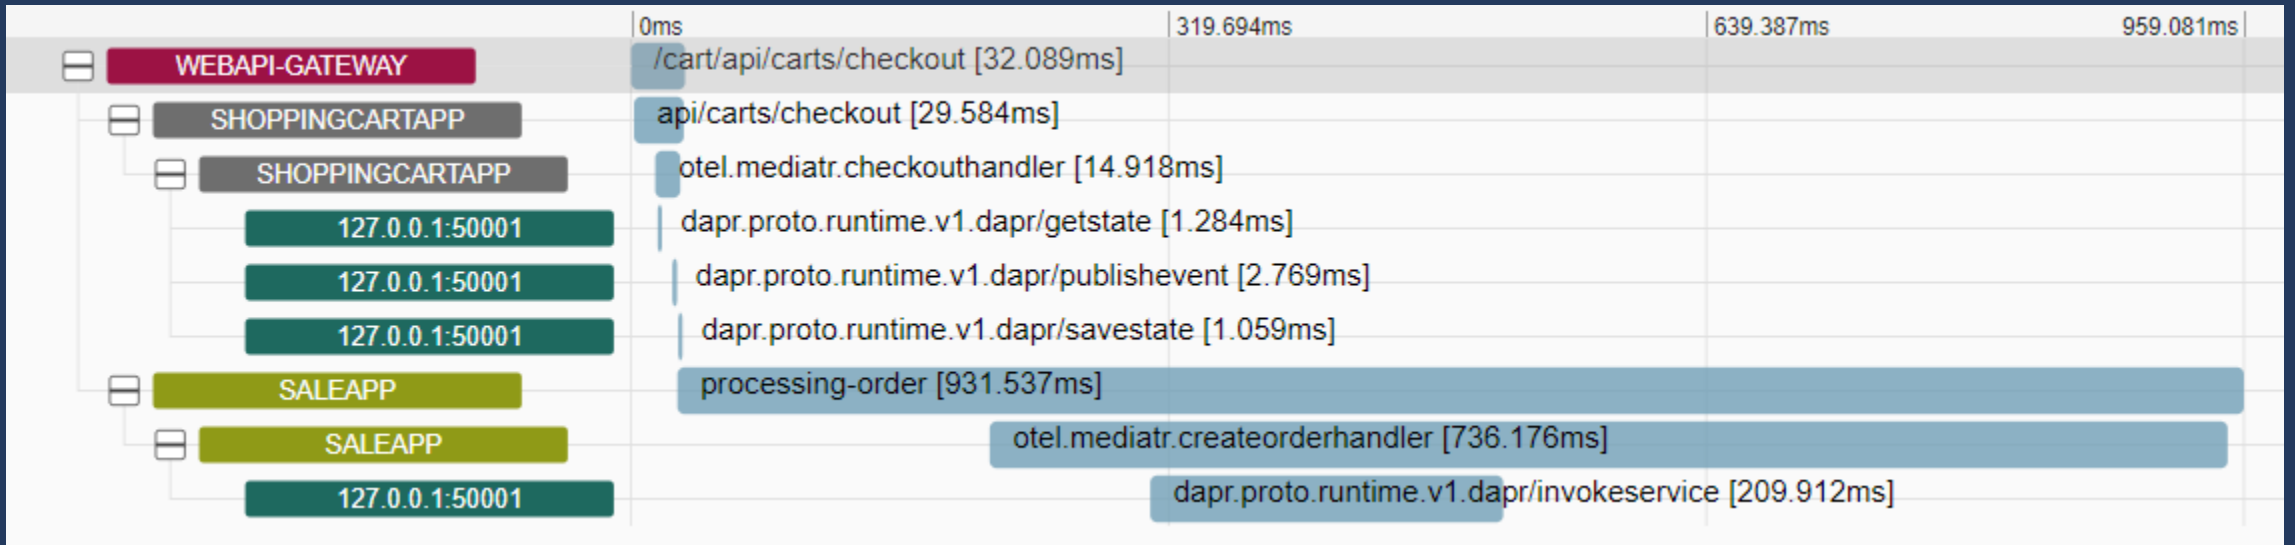 0ms 319.694ms 639.387ms 959.081ms
WEBAPI-GATEWAY /cart/api/carts/checkout [32.089ms]
SHOPPINGCARTAPP api/carts/checkout [29.584ms]
SHOPPINGCARTAPP otel.mediatr.checkouthandler [14.918ms]
127.0.0.1:50001 dapr.proto.runtime.v1.dapr/getstate [1.284ms]
127.0.0.1:50001 dapr.proto.runtime.v1.dapr/publishevent [2.769ms]
127.0.0.1:50001 dapr.proto.runtime.v1.dapr/savestate [1.059ms]
SALEAPP processing-order [931.537ms]
SALEAPP otel.mediatr.createorderhandler [736.176ms]
127.0.0.1:50001 dapr.proto.runtime.v1.dapr/invokeservice [209.912ms]